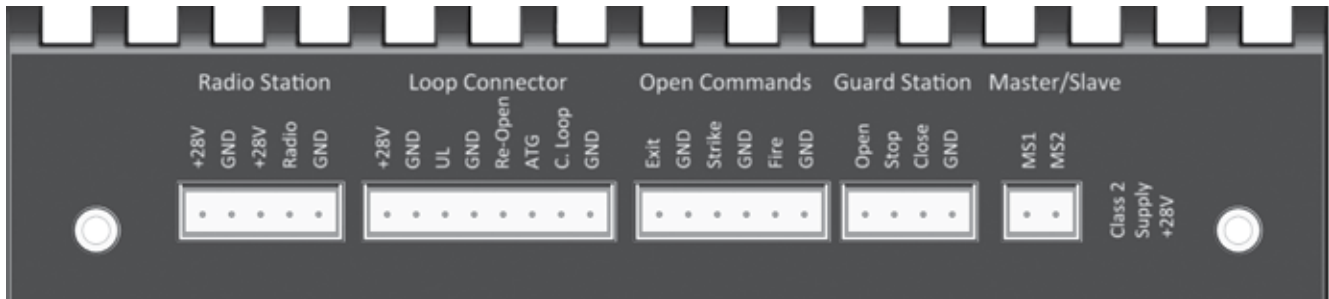 Radio Station
Loop Connector
Open Commands
Guard Station
Master/Slave
+28V
GND
+28V
Radio
GND
+28V
GND
UL
GND
Re-Open
ATG
C. Loop
GND
Exit
GND
Strike
GND
Fire
GND
Open
Stop
Close
GND
MS1
MS2
Class 2
Supply
+28V